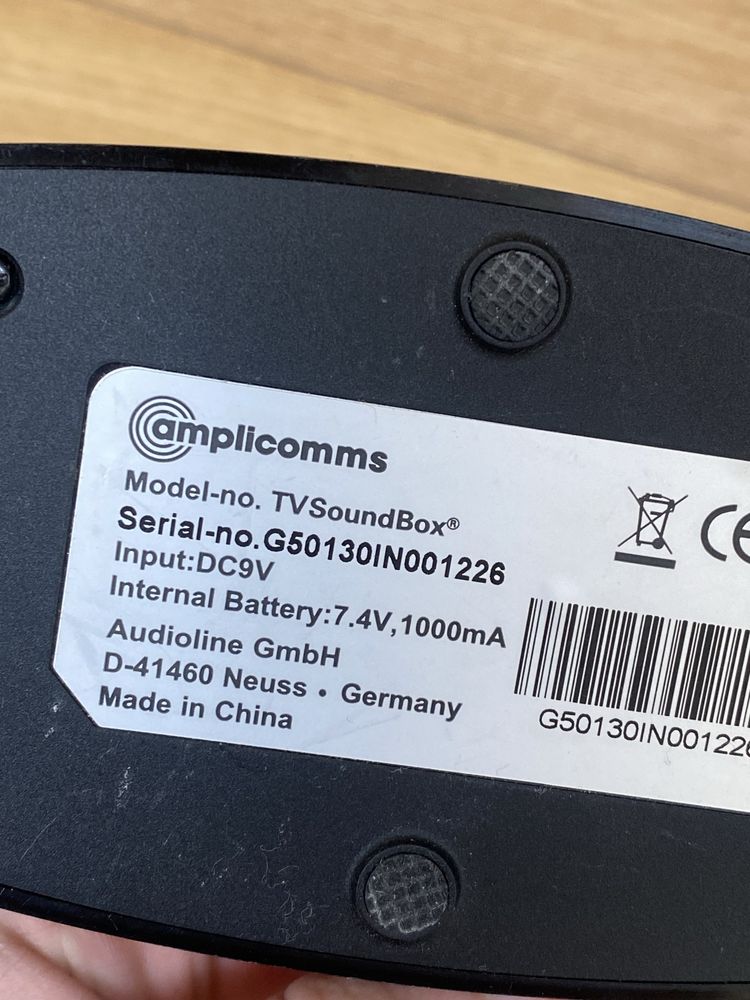 amplicomms
Model-no. TVSoundBox®
Serial-no.G50130IN001226
Input:DC9V
Internal Battery:7.4V,1000mA
Audioline GmbH
D-41460 Neuss • Germany
Made in China
CE
G50130IN001226